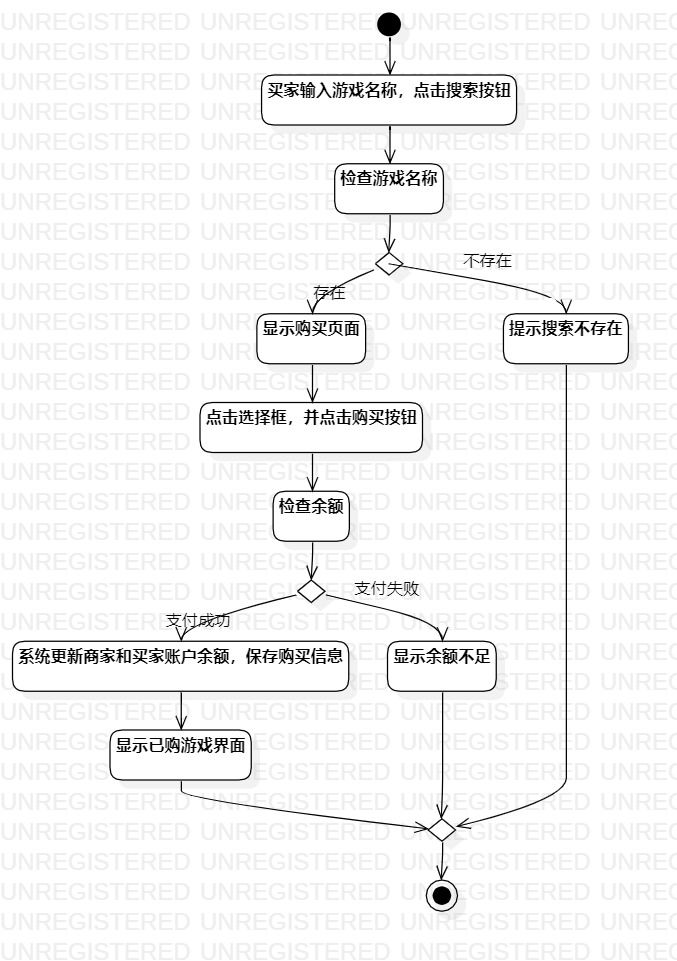 买家输入游戏名称，点击搜索按钮
检查游戏名称
不存在
存在
显示购买页面
提示搜索不存在
点击选择框，并点击购买按钮
检查余额
支付失败
支付成功
系统更新商家和买家账户余额，保存购买信息
显示余额不足
显示已购游戏界面
UNREGISTERED